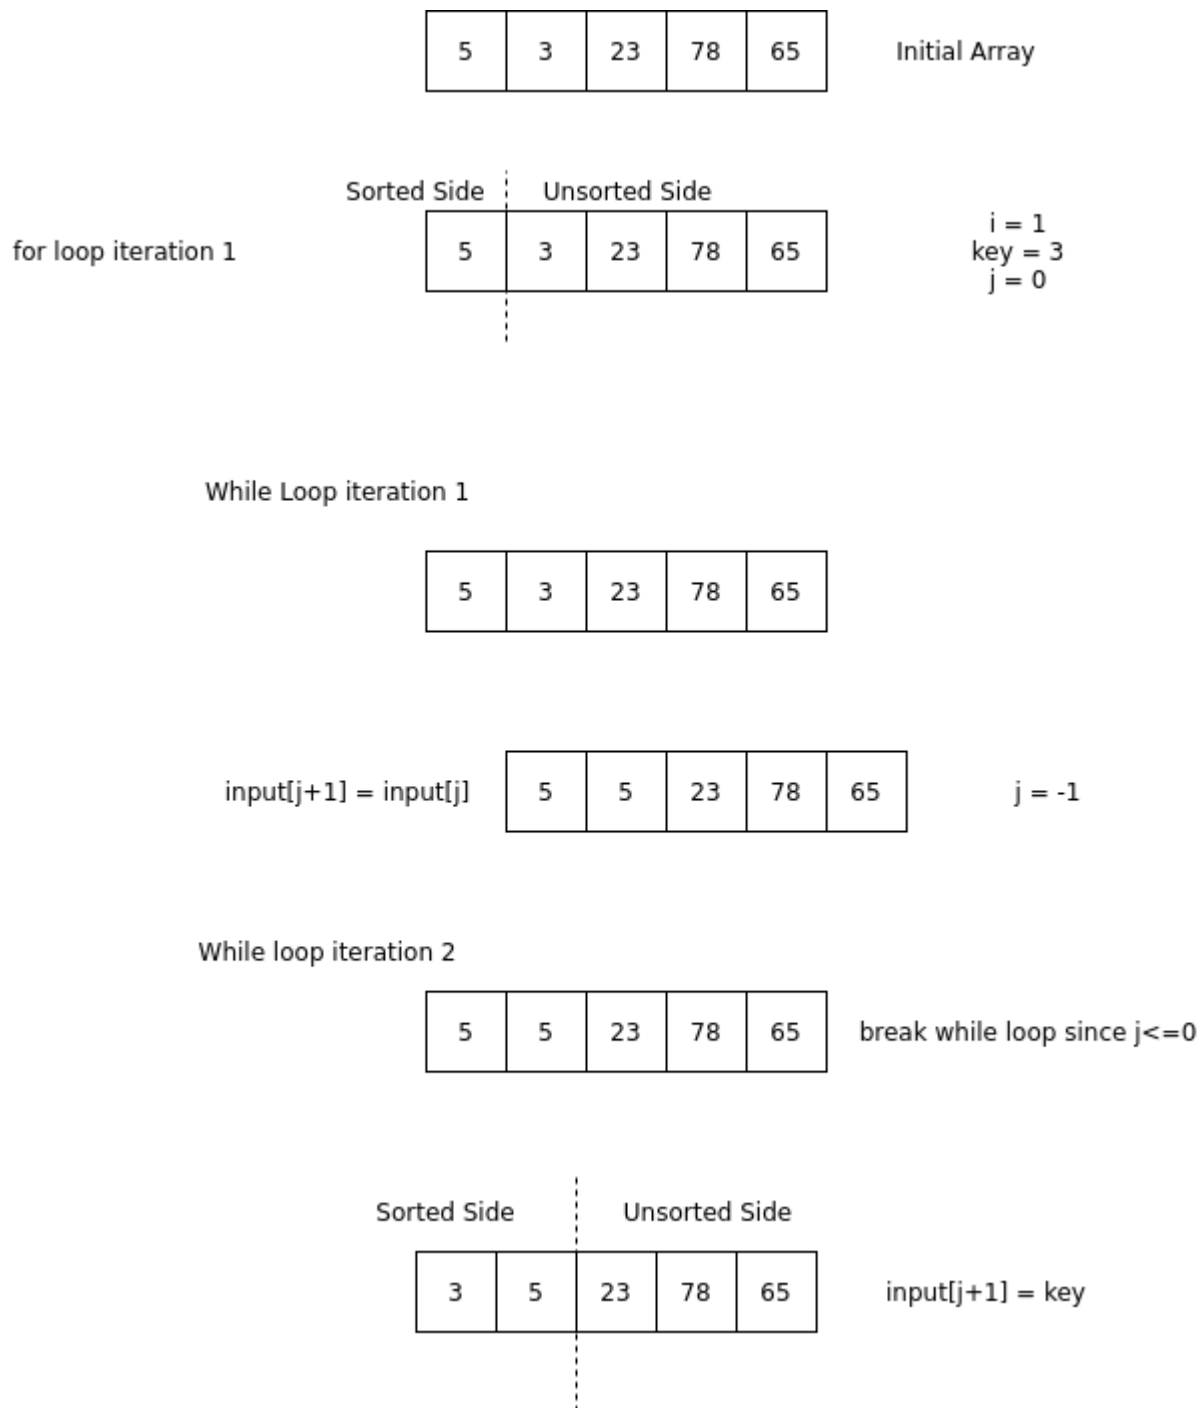 5 3 23 78 65 Initial Array
Sorted Side Unsorted Side
for loop iteration 1 5 3 23 78 65
i = 1
key = 3
j = 0
While Loop iteration 1
5 3 23 78 65
input[j+1] = input[j] 5 5 23 78 65 j = -1
While loop iteration 2
5 5 23 78 65 break while loop since j<=0
Sorted Side Unsorted Side
3 5 23 78 65 input[j+1] = key